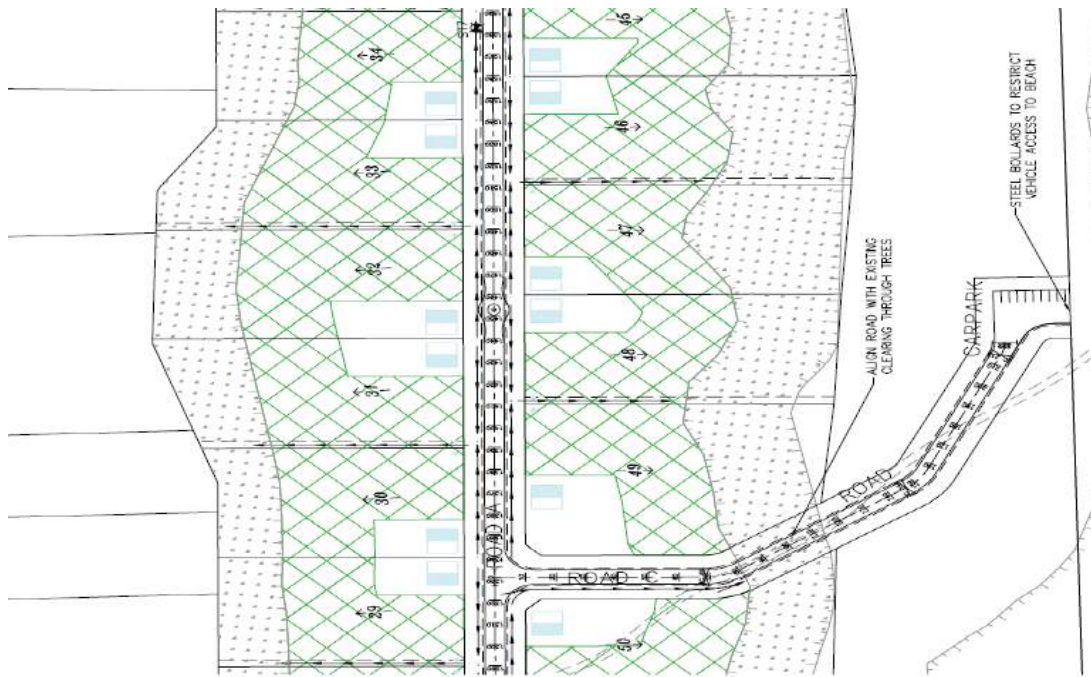 34
33
32
31
30
29
45
46
47
48
49
50
ROAD A
ROAD C
ROAD
CARPARK
ALIGN ROAD WITH EXISTING
CLEARING THROUGH TREES
STEEL BOLLARDS TO RESTRICT
VEHICLE ACCESS TO BEACH